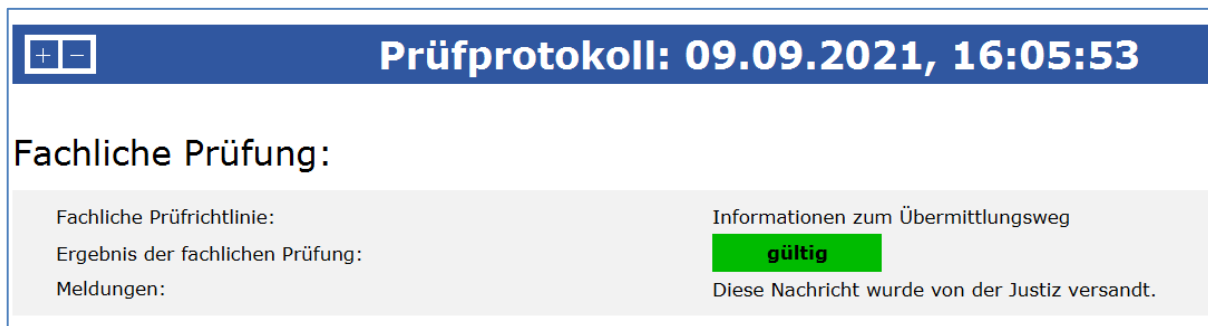 + - Prüfprotokoll: 09.09.2021, 16:05:53
Fachliche Prüfung:
Fachliche Prüfrichtlinie: Informationen zum Übermittlungsweg
Ergebnis der fachlichen Prüfung: gültig
Meldungen: Diese Nachricht wurde von der Justiz versandt.